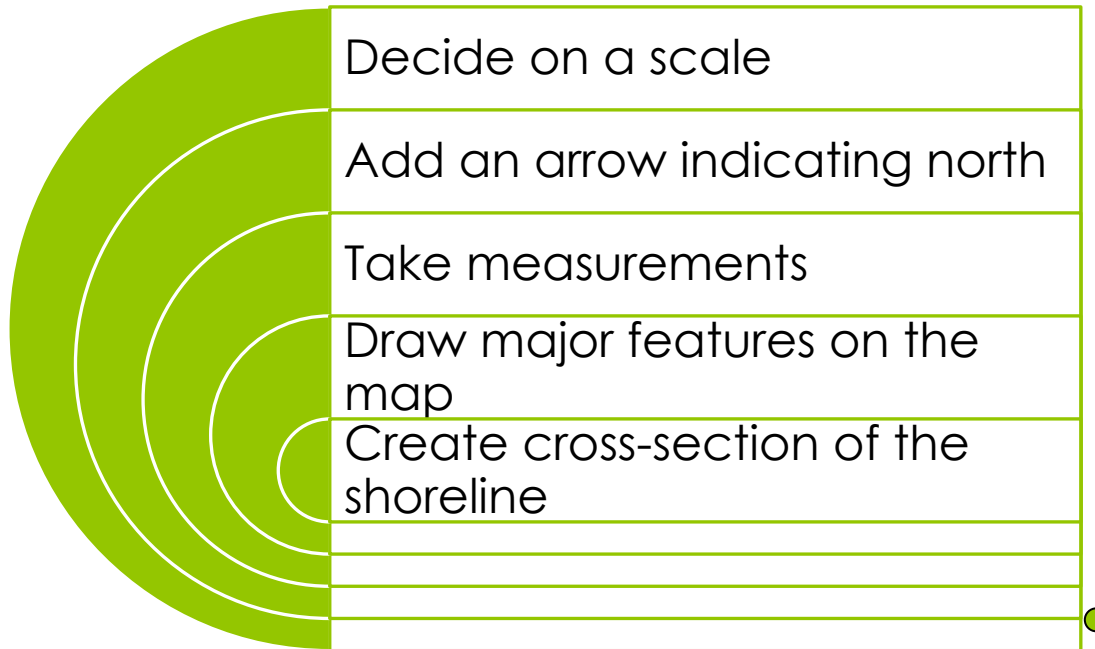 Decide on a scale
Add an arrow indicating north
Take measurements
Draw major features on the
map
Create cross-section of the
shoreline